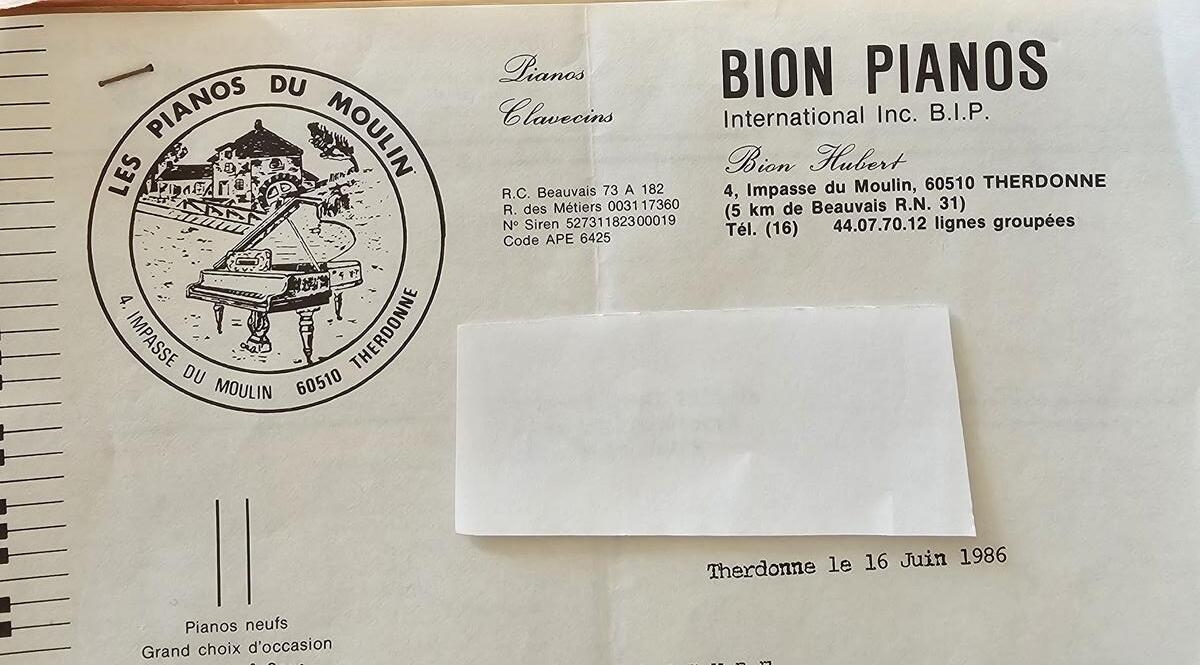 LES PIANOS DU MOULIN
4, IMPASSE DU MOULIN 60510 THERDONNE
Pianos
Clavecins
R.C. Beauvais 73 A 182
R. des Métiers 003117360
N° Siren 52731182300019
Code APE 6425
BION PIANOS
International Inc. B.I.P.
Bion Hubert
4, Impasse du Moulin, 60510 THERDONNE
(5 km de Beauvais R.N. 31)
Tél. (16) 44.07.70.12 lignes groupées
Therdonne le 16 Juin 1986
Pianos neufs
Grand choix d'occasion